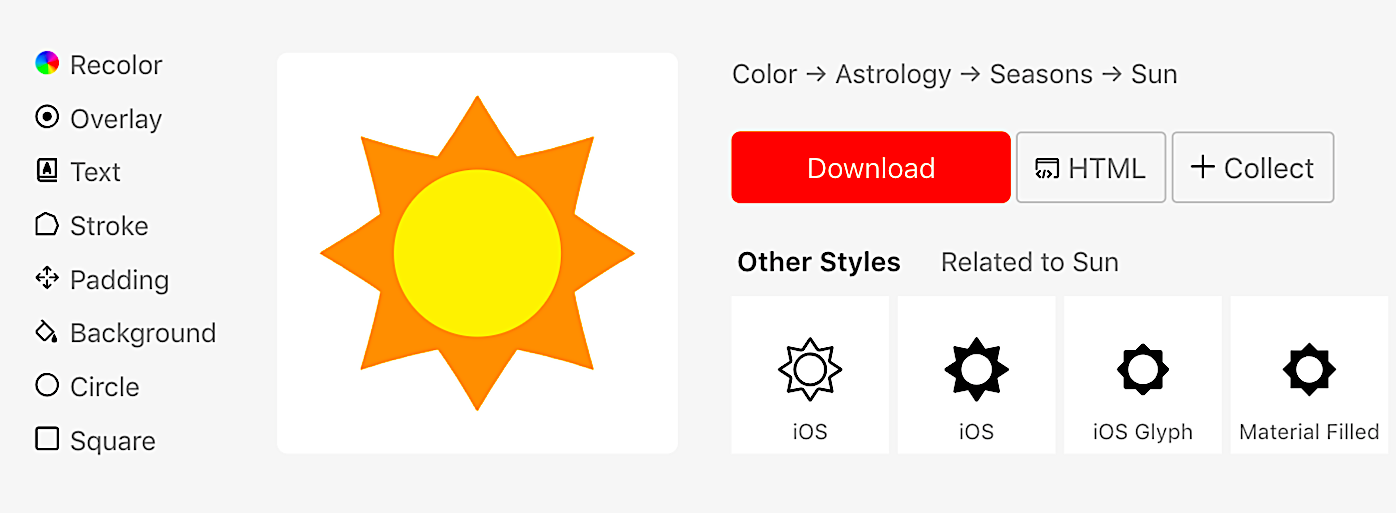 Recolor
Overlay
Text
Stroke
Padding
Background
Circle
Square
Color → Astrology → Seasons → Sun
Download
HTML
+ Collect
Other Styles
Related to Sun
iOS
iOS
iOS Glyph
Material Filled